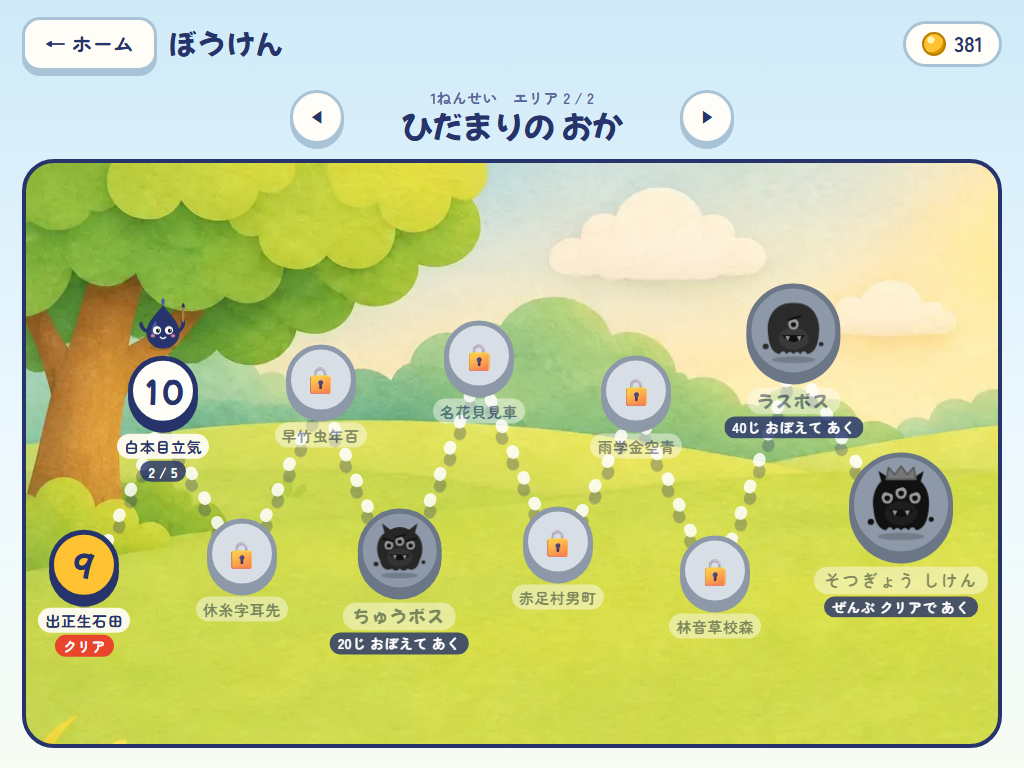 ← ホーム
ぼうけん
381
1ねんせい エリア 2 / 2
ひだまりの おか
◀
▶
10
白本目立気
2 / 5
9
出正生石田
クリア
休糸字耳先
早竹虫年百
ちゅうボス
20じ おぼえて あく
名花貝見車
赤足村男町
雨学金空青
林音草校森
ラスボス
40じ おぼえて あく
そつぎょう しけん
ぜんぶ クリアで あく